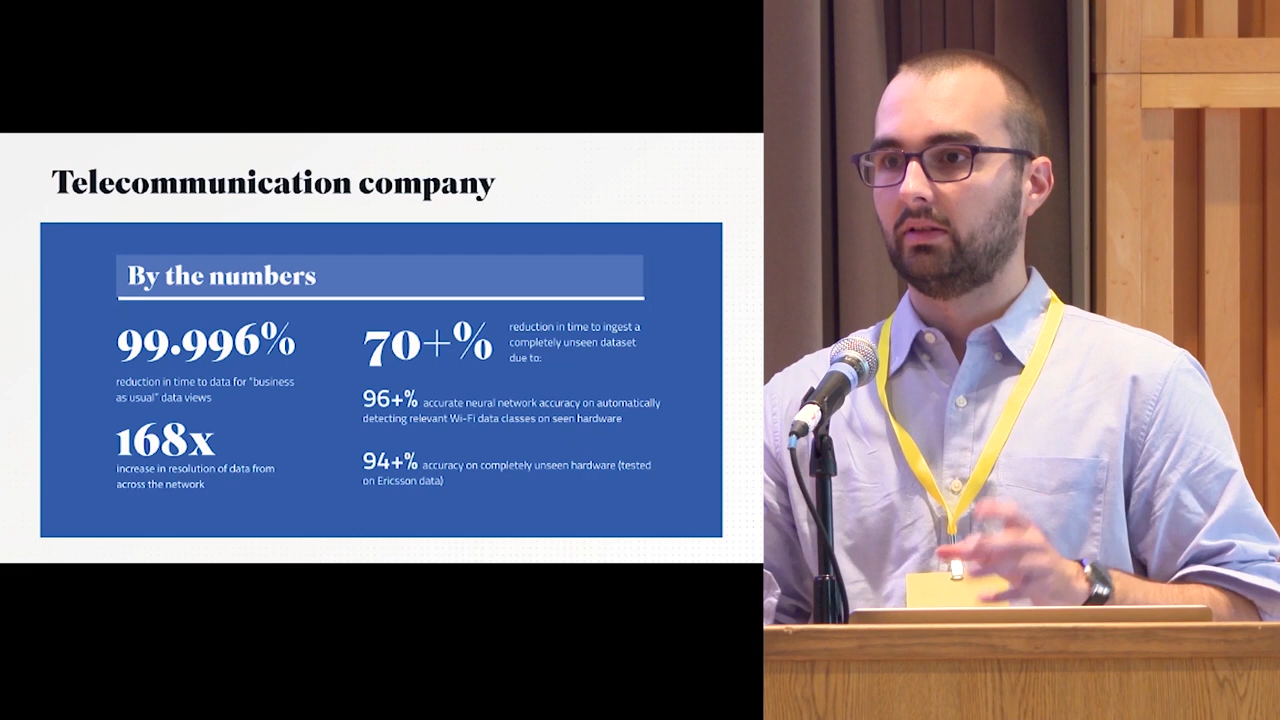 Telecommunication company
By the numbers
99.996%
reduction in time to data for "business
as usual" data views
168x
increase in resolution of data from
across the network
70+%
reduction in time to ingest a
completely unseen dataset
due to:
96+% accurate neural network accuracy on automatically
detecting relevant Wi-Fi data classes on seen hardware
94+% accuracy on completely unseen hardware (tested
on Ericsson data)